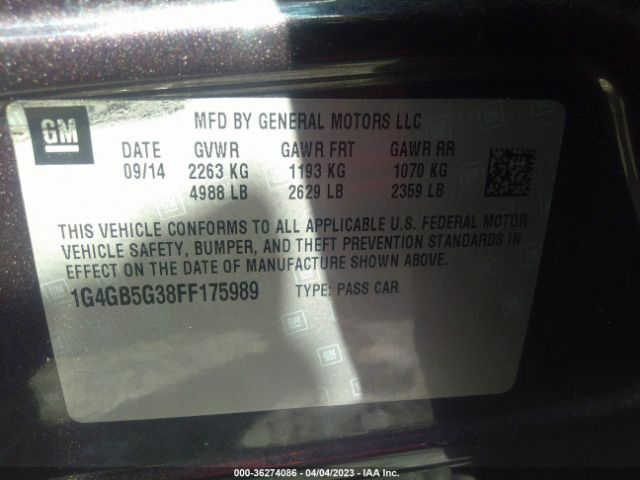 GM
MFD BY GENERAL MOTORS LLC
DATE GVWR GAWR FRT GAWR RR
09/14 2263 KG 1193 KG 1070 KG
4988 LB 2629 LB 2359 LB
THIS VEHICLE CONFORMS TO ALL APPLICABLE U.S. FEDERAL MOTOR
VEHICLE SAFETY, BUMPER, AND THEFT PREVENTION STANDARDS IN
EFFECT ON THE DATE OF MANUFACTURE SHOWN ABOVE.
1G4GB5G38FF175989 TYPE: PASS CAR
GM
000-36274086 - 04/04/2023 - IAA Inc.